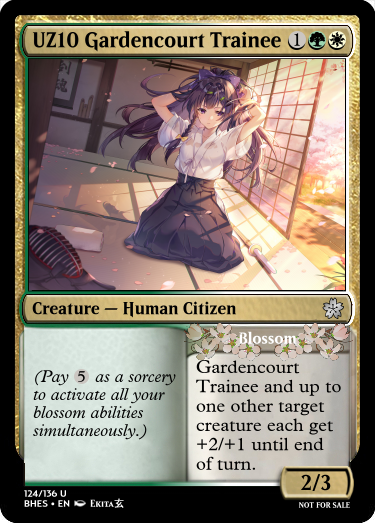 UZ10 Gardencourt Trainee 1
Creature — Human Citizen
Blossom
(Pay 5 as a sorcery
to activate all your
blossom abilities
simultaneously.)
Gardencourt
Trainee and up to
one other target
creature each get
+2/+1 until end
of turn.
2/3
124/136 U
BHES • EN Ekita玄
NOT FOR SALE